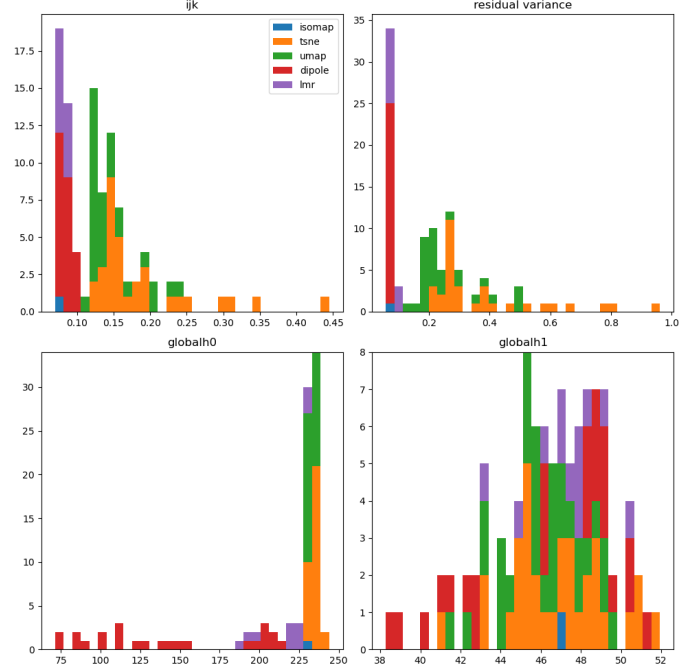 ijk
17.5
15.0
12.5
10.0
7.5
5.0
2.5
0.0
0.10 0.15 0.20 0.25 0.30 0.35 0.40 0.45
isomap
tsne
umap
dipole
lmr
residual variance
35
30
25
20
15
10
5
0
0.2 0.4 0.6 0.8 1.0
globalh0
30
25
20
15
10
5
0
75 100 125 150 175 200 225 250
globalh1
8
7
6
5
4
3
2
1
0
38 40 42 44 46 48 50 52